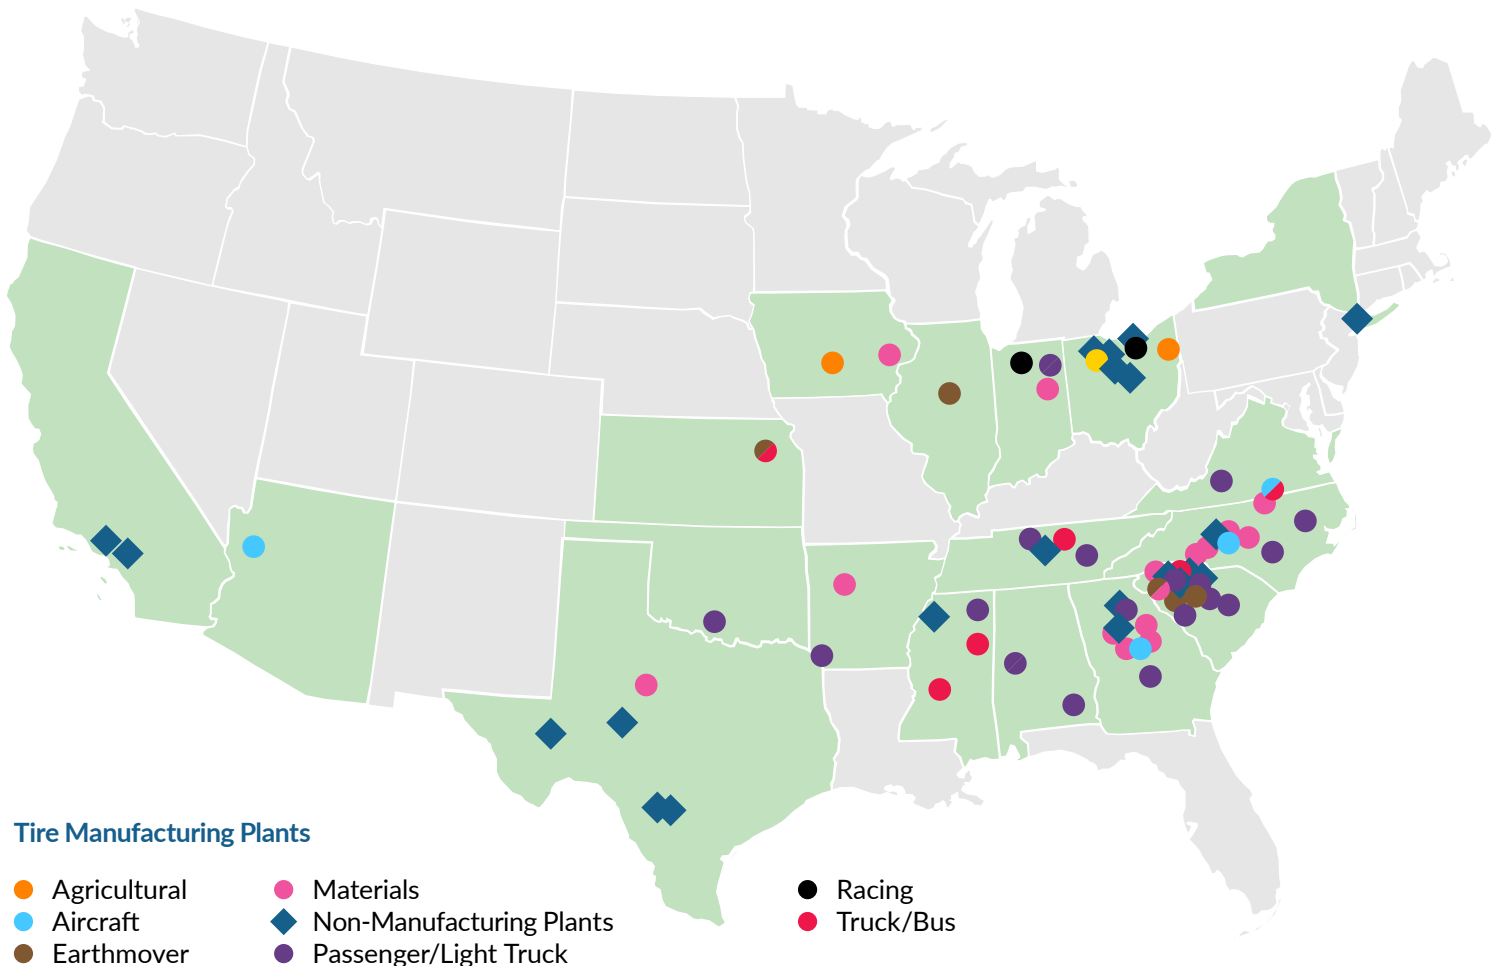 Tire Manufacturing Plants
Agricultural
Aircraft
Earthmover
Materials
Non-Manufacturing Plants
Passenger/Light Truck
Racing
Truck/Bus